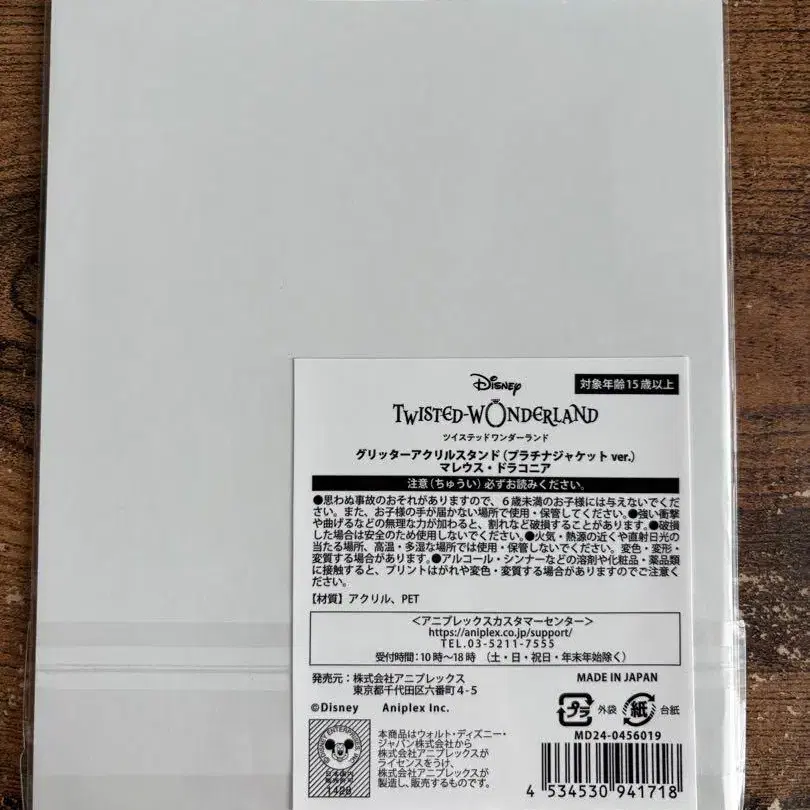 Disney
対象年齢15歳以上
TWISTED-WONDERLAND
ツイステッドワンダーランド
グリッターアクリルスタンド(プラチナジャケット ver.)
マレウス・ドラコニア
注意(ちゅうい)必ずお読みください。
●思わぬ事故のおそれがありますので、6歳未満のお子様には与えないでくだ
さい。また、お子様の手が届かない場所で使用・保管してください。●強い衝撃
や曲げるなどの無理な力が加わると、割れなど破損することがあります。●破損
した場合は安全のため使用しないでください。●火気・熱源の近くや直射日光の
当たる場所、高温・多湿な場所では使用・保管しないでください。変色・変形・
変質する場合があります。●アルコール・シンナーなどの溶剤や化粧品・薬品類
に接触すると、プリントはがれや変色・変質する場合がありますのでご注意く
ださい。
【材質】アクリル、PET
<アニプレックスカスタマーセンター>
https://aniplex.co.jp/support/
TEL.03-5211-7555
受付時間:10時〜18時 (土・日・祝日・年末年始除く)
発売元:株式会社アニプレックス
東京都千代田区六番町4-5
MADE IN JAPAN
©Disney Aniplex Inc.
プラ 外袋 紙 台紙
MD24-0456019
本商品はウォルト・ディズニー・
ジャパン株式会社から
株式会社アニプレックスが
ライセンスをうけ、
株式会社アニプレックスが
製造し、販売するものです。
DISNEY ENTERPRISES, INC.
日本国内
販売許可
1428
4 534530 941718